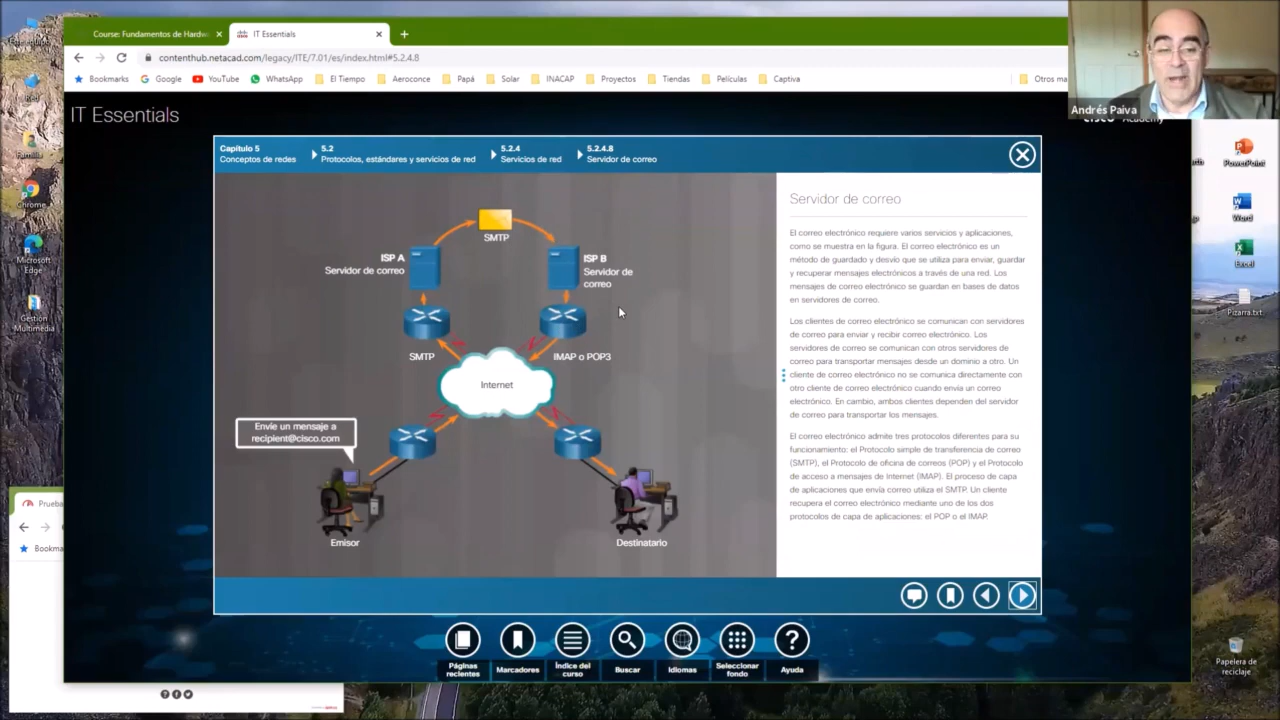 Course: Fundamentos de Hardw
IT Essentials
contenthub.netacad.com/legacy/ITE/7.01/es/index.html#5.2.4.8
Bookmarks
Google
YouTube
WhatsApp
El Tiempo
Aeroconce
Papá
Solar
INACAP
Proyectos
Tiendas
Películas
Captiva
Otros ma
Andrés Paiva
IT Essentials
Academy
Capítulo 5
Conceptos de redes
5.2
Protocolos, estándares y servicios de red
5.2.4
Servicios de red
5.2.4.8
Servidor de correo
SMTP
ISP A
Servidor de correo
ISP B
Servidor de
correo
SMTP
IMAP o POP3
Internet
Envíe un mensaje a
recipient@cisco.com
Emisor
Destinatario
Servidor de correo
El correo electrónico requiere varios servicios y aplicaciones,
como se muestra en la figura. El correo electrónico es un
método de guardado y desvío que se utiliza para enviar, guardar
y recuperar mensajes electrónicos a través de una red. Los
mensajes de correo electrónico se guardan en bases de datos
en servidores de correo.
Los clientes de correo electrónico se comunican con servidores
de correo para enviar y recibir correo electrónico. Los
servidores de correo se comunican con otros servidores de
correo para transportar mensajes desde un dominio a otro. Un
cliente de correo electrónico no se comunica directamente con
otro cliente de correo electrónico cuando envía un correo
electrónico. En cambio, ambos clientes dependen del servidor
de correo para transportar los mensajes.
El correo electrónico admite tres protocolos diferentes para su
funcionamiento: el Protocolo simple de transferencia de correo
(SMTP), el Protocolo de oficina de correos (POP) y el Protocolo
de acceso a mensajes de Internet (IMAP). El proceso de capa
de aplicaciones que envía correo utiliza el SMTP. Un cliente
recupera el correo electrónico mediante uno de los dos
protocolos de capa de aplicaciones: el POP o el IMAP.
Páginas
recientes
Marcadores
Índice del
curso
Buscar
Idiomas
Seleccionar
fondo
Ayuda
Red
Familia
Chrome
Microsoft
Edge
Gestión
Multimedia
Prueba
Bookma
PowerPoint
Word
Excel
Pizarra.txt
Papelera de
reciclaje